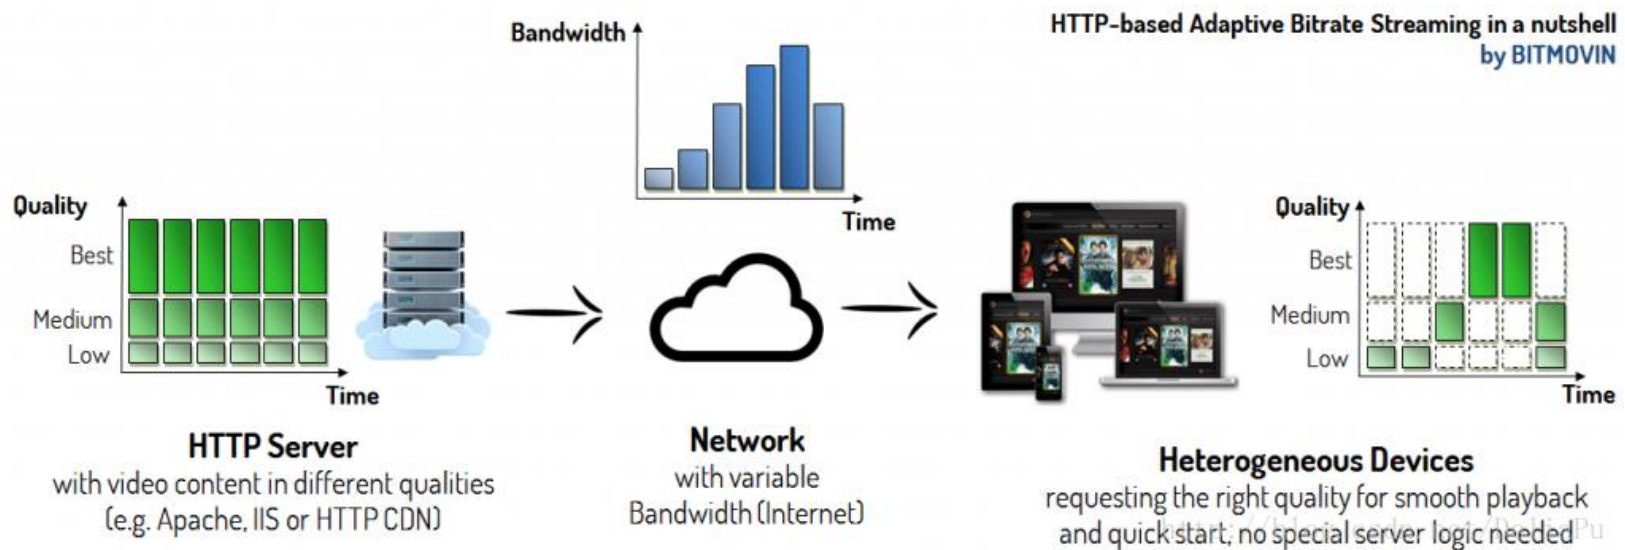 HTTP-based Adaptive Bitrate Streaming in a nutshell
by BITMOVIN
Bandwidth
Time
Quality
Best
Medium
Low
Time
Quality
Best
Medium
Low
Time
HTTP Server
with video content in different qualities
(e.g. Apache, IIS or HTTP CDN)
Network
with variable
Bandwidth (Internet)
Heterogeneous Devices
requesting the right quality for smooth playback
and quick start, no special server logic needed